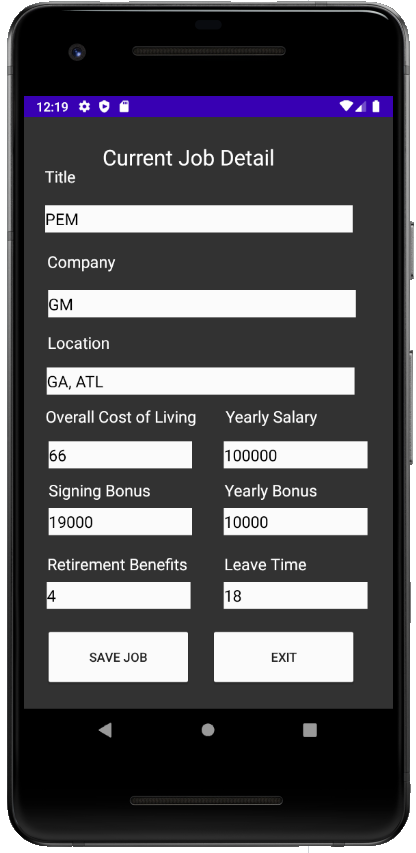 12:19
Current Job Detail
Title
PEM
Company
GM
Location
GA, ATL
Overall Cost of Living Yearly Salary
66 100000
Signing Bonus Yearly Bonus
19000 10000
Retirement Benefits Leave Time
4 18
SAVE JOB EXIT